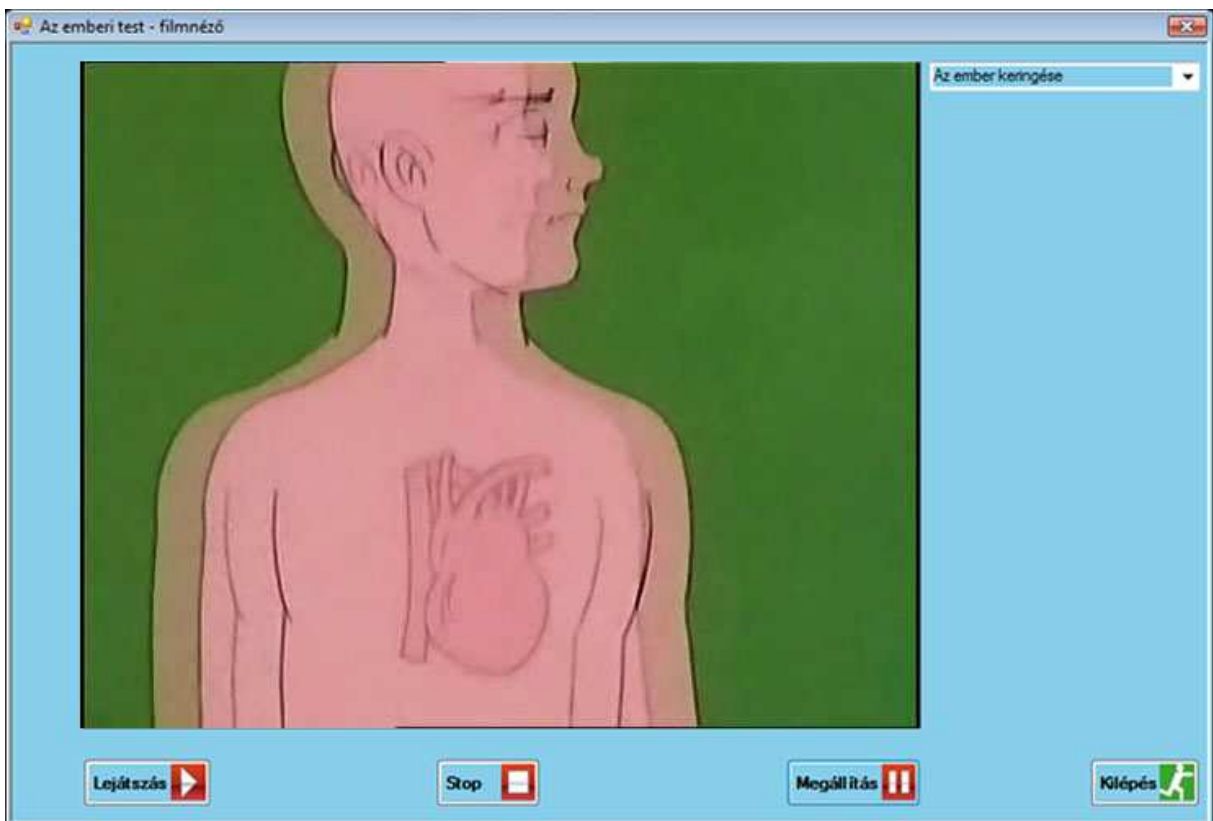 Az emberi test - filmnéző
Az ember keringése
Lejátszás
Stop
Megállítás
Kilépés